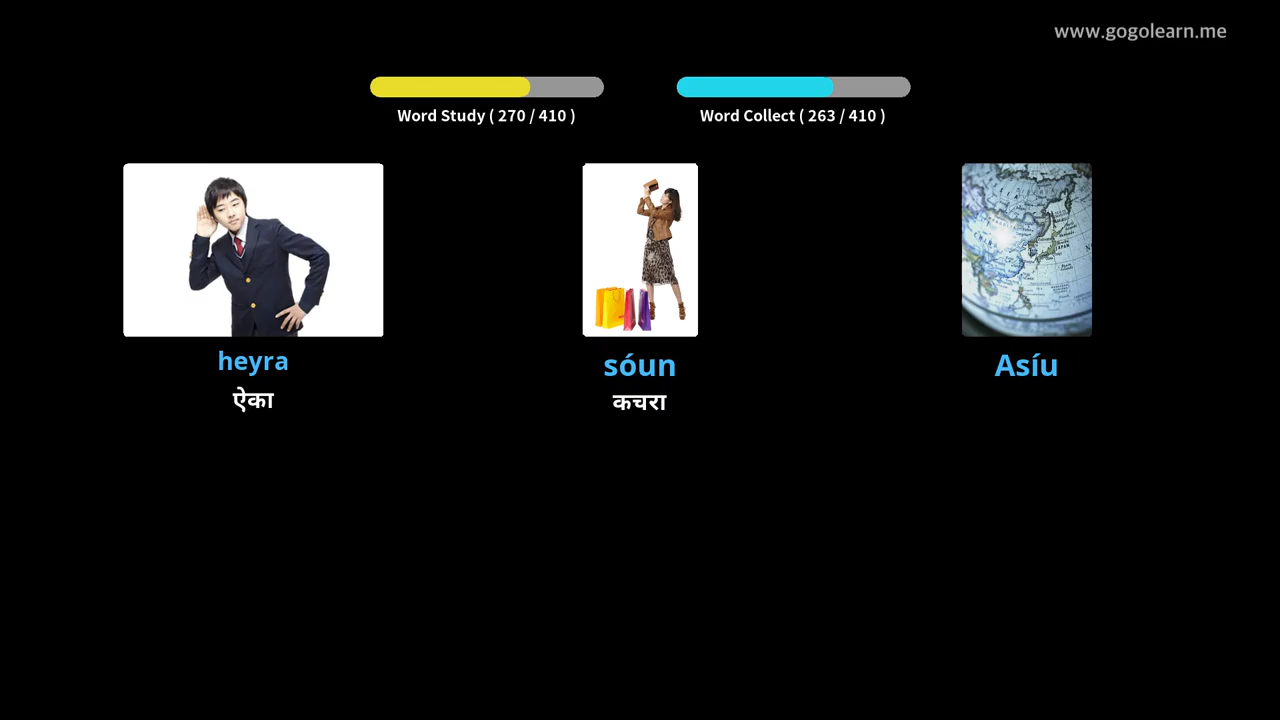 www.gogolearn.me
Word Study ( 270 / 410 )
Word Collect ( 263 / 410 )
heyra
ऐका
sóun
कचरा
Asíu